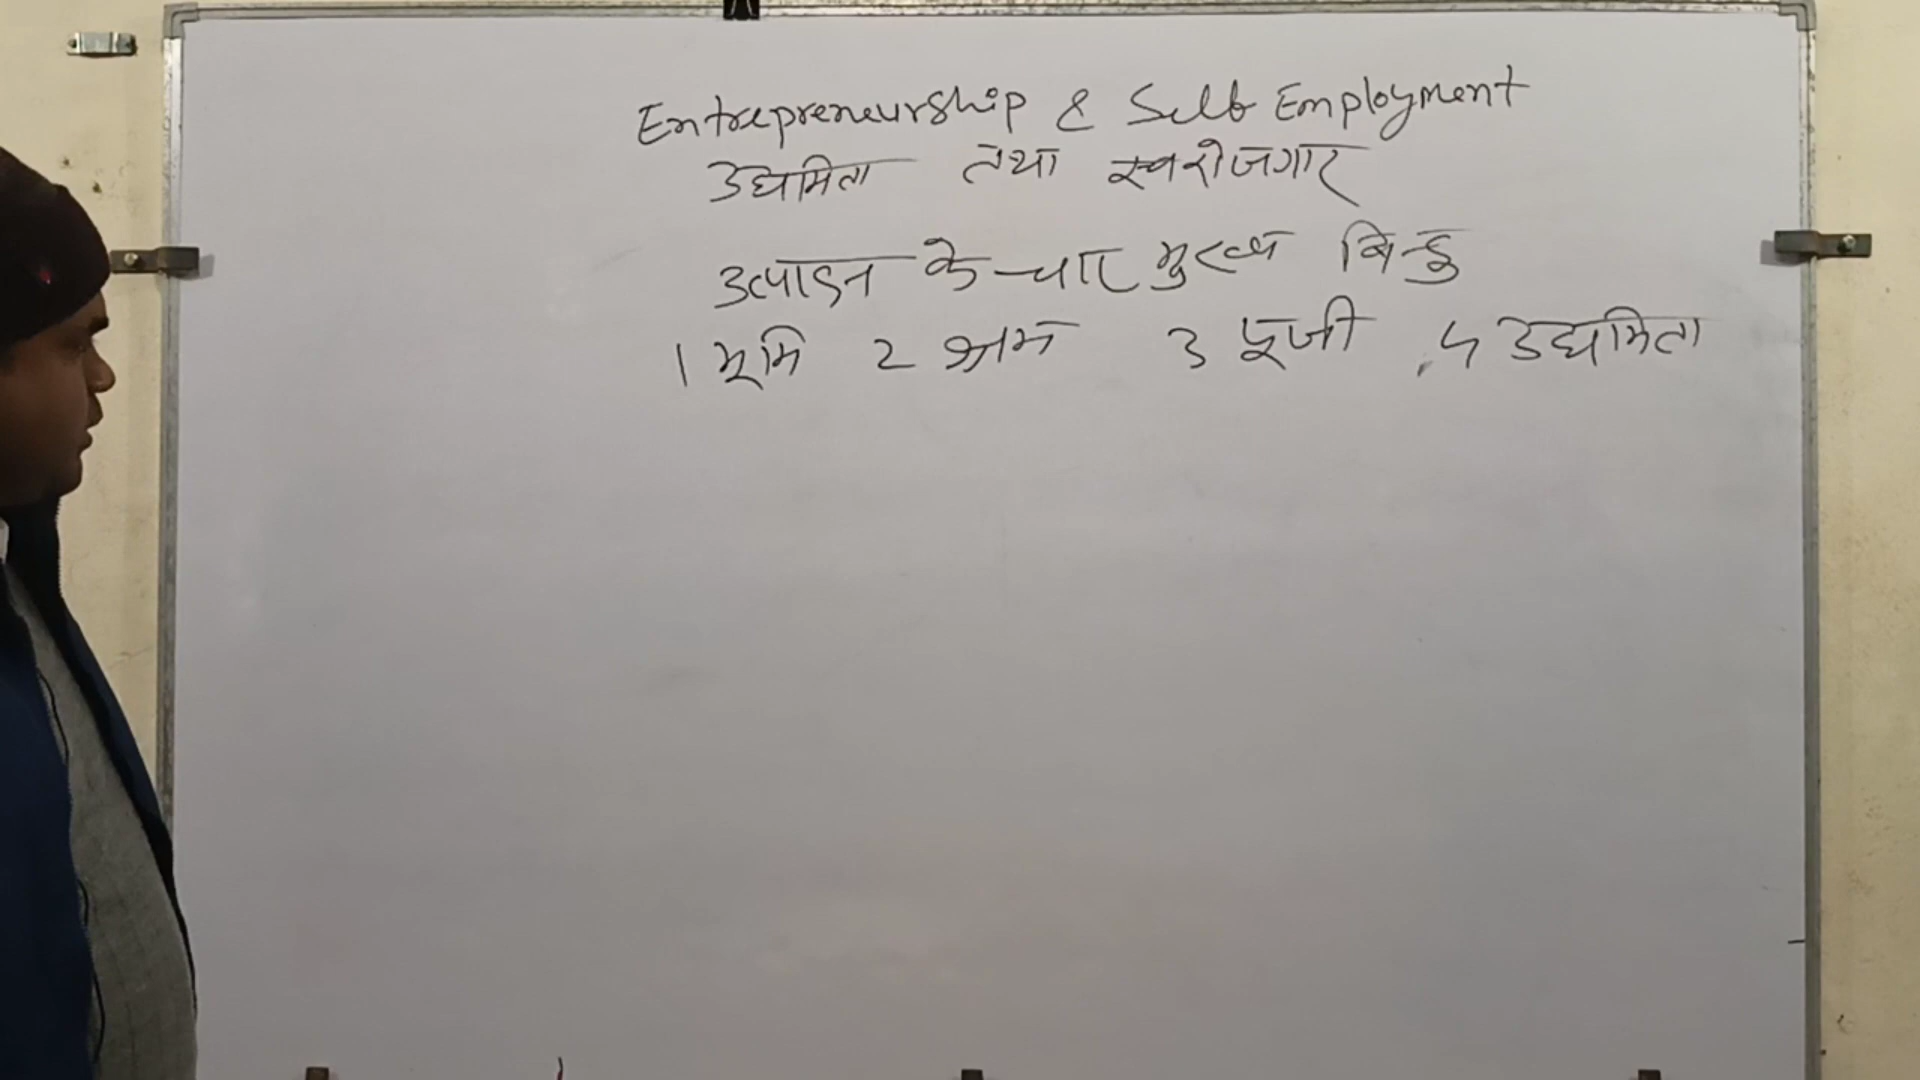 Entrepreneurship & Self Employment
उद्यमिता तथा स्वरोजगार
उत्पादन के चार मुख्य बिन्दु
1 भूमि 2 श्रम 3 पूजी 4 उद्यमिता